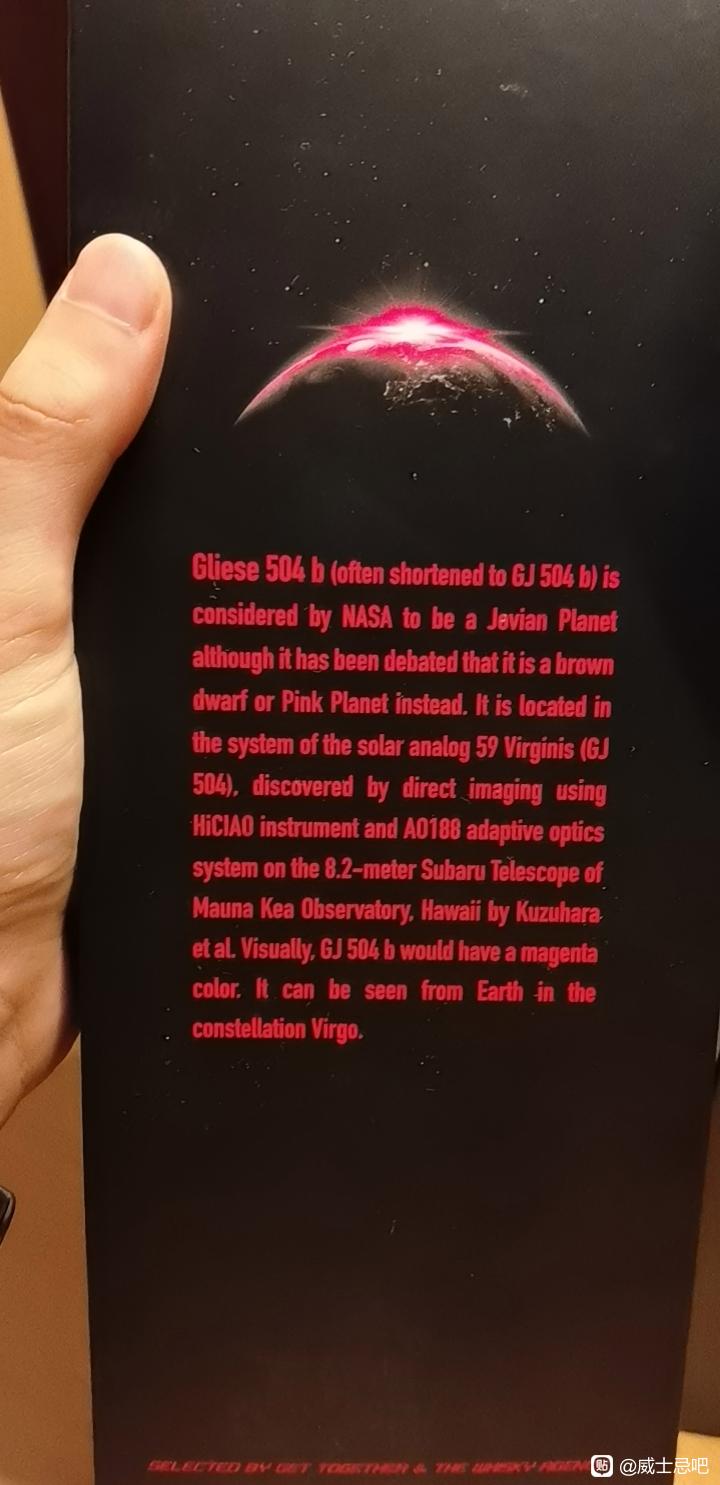 Gliese 504 b (often shortened to GJ 504 b) is
considered by NASA to be a Jovian Planet
although it has been debated that it is a brown
dwarf or Pink Planet instead. It is located in
the system of the solar analog 59 Virginis (GJ
504), discovered by direct imaging using
HiCIAO instrument and AO188 adaptive optics
system on the 8.2-meter Subaru Telescope of
Mauna Kea Observatory, Hawaii by Kuzuhara
et al. Visually, GJ 504 b would have a magenta
color. It can be seen from Earth in the
constellation Virgo.
SELECTED BY GET TOGETHER & THE WHISKY
贴 @威士忌吧